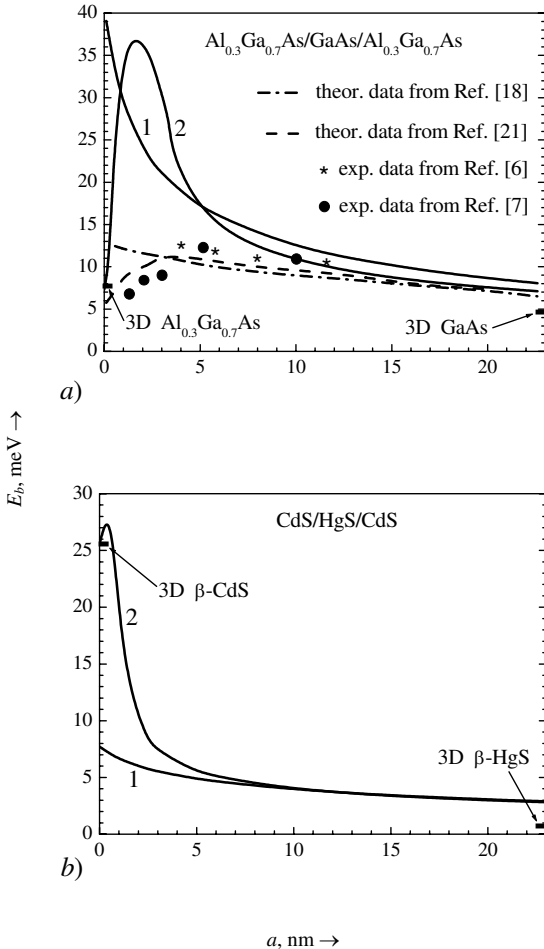 40
35
30
25
20
15
10
5
0
Al₀.₃Ga₀.₇As/GaAs/Al₀.₃Ga₀.₇As
theor. data from Ref. [18]
theor. data from Ref. [21]
* exp. data from Ref. [6]
● exp. data from Ref. [7]
1
2
3D Al₀.₃Ga₀.₇As
3D GaAs
0 5 10 15 20
a)
E_b, meV →
30
25
20
15
10
5
0
CdS/HgS/CdS
3D β-CdS
2
1
3D β-HgS
0 5 10 15 20
b)
a, nm →